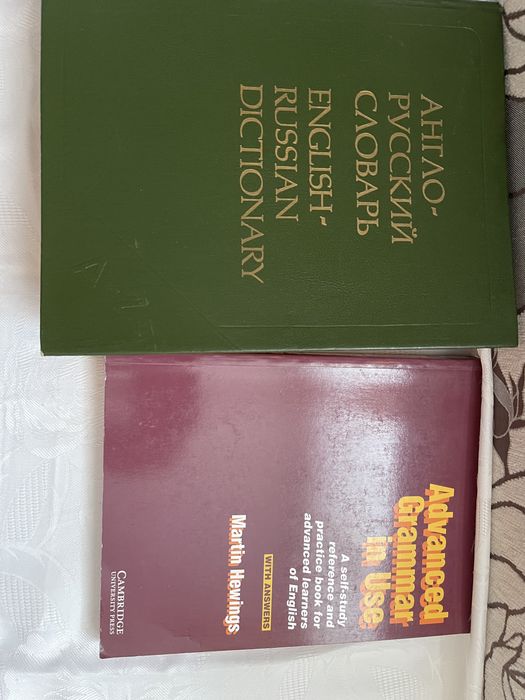 АНГЛО-
РУССКИЙ
СЛОВАРЬ
ENGLISH-
RUSSIAN
DICTIONARY
Advanced
Grammar
in Use
A self-study
reference and
practice book for
advanced learners
of English
WITH ANSWERS
Martin Hewings
CAMBRIDGE
UNIVERSITY PRESS